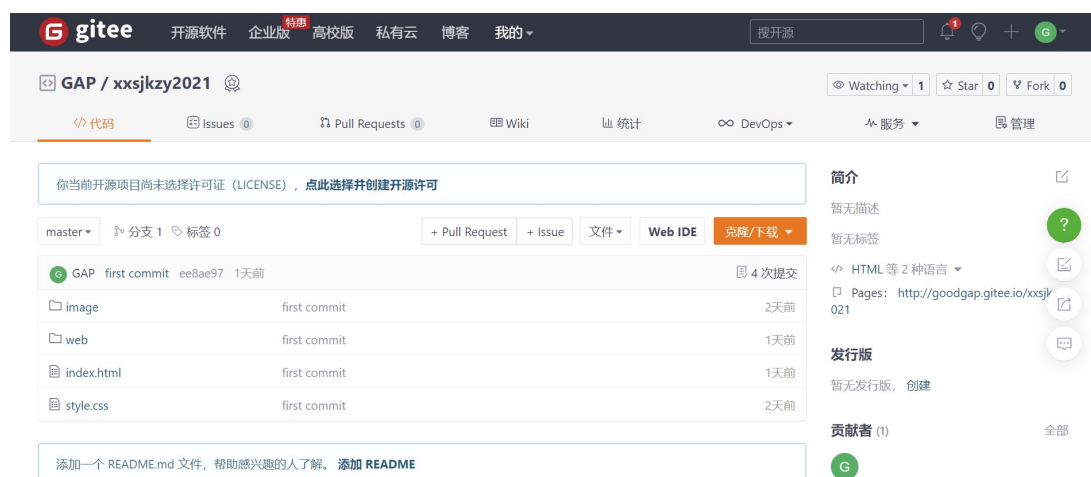 gitee 开源软件 企业版 特惠 高校版 私有云 博客 我的 搜开源 1 G
GAP / xxsjkzy2021 Watching 1 Star 0 Fork 0
代码 Issues 0 Pull Requests 0 Wiki 统计 DevOps 服务 管理
你当前开源项目尚未选择许可证（LICENSE），点此选择并创建开源许可
master 分支 1 标签 0 + Pull Request + Issue 文件 Web IDE 克隆/下载
G GAP first commit ee8ae97 1天前 4 次提交
image first commit 2天前
web first commit 1天前
index.html first commit 1天前
style.css first commit 2天前
添加一个 README.md 文件，帮助感兴趣的人了解。添加 README
简介
暂无描述
暂无标签
?
HTML 等 2 种语言
Pages: http://goodgap.gitee.io/xxsjk
021
发行版
暂无发行版，创建
贡献者 (1) 全部
G